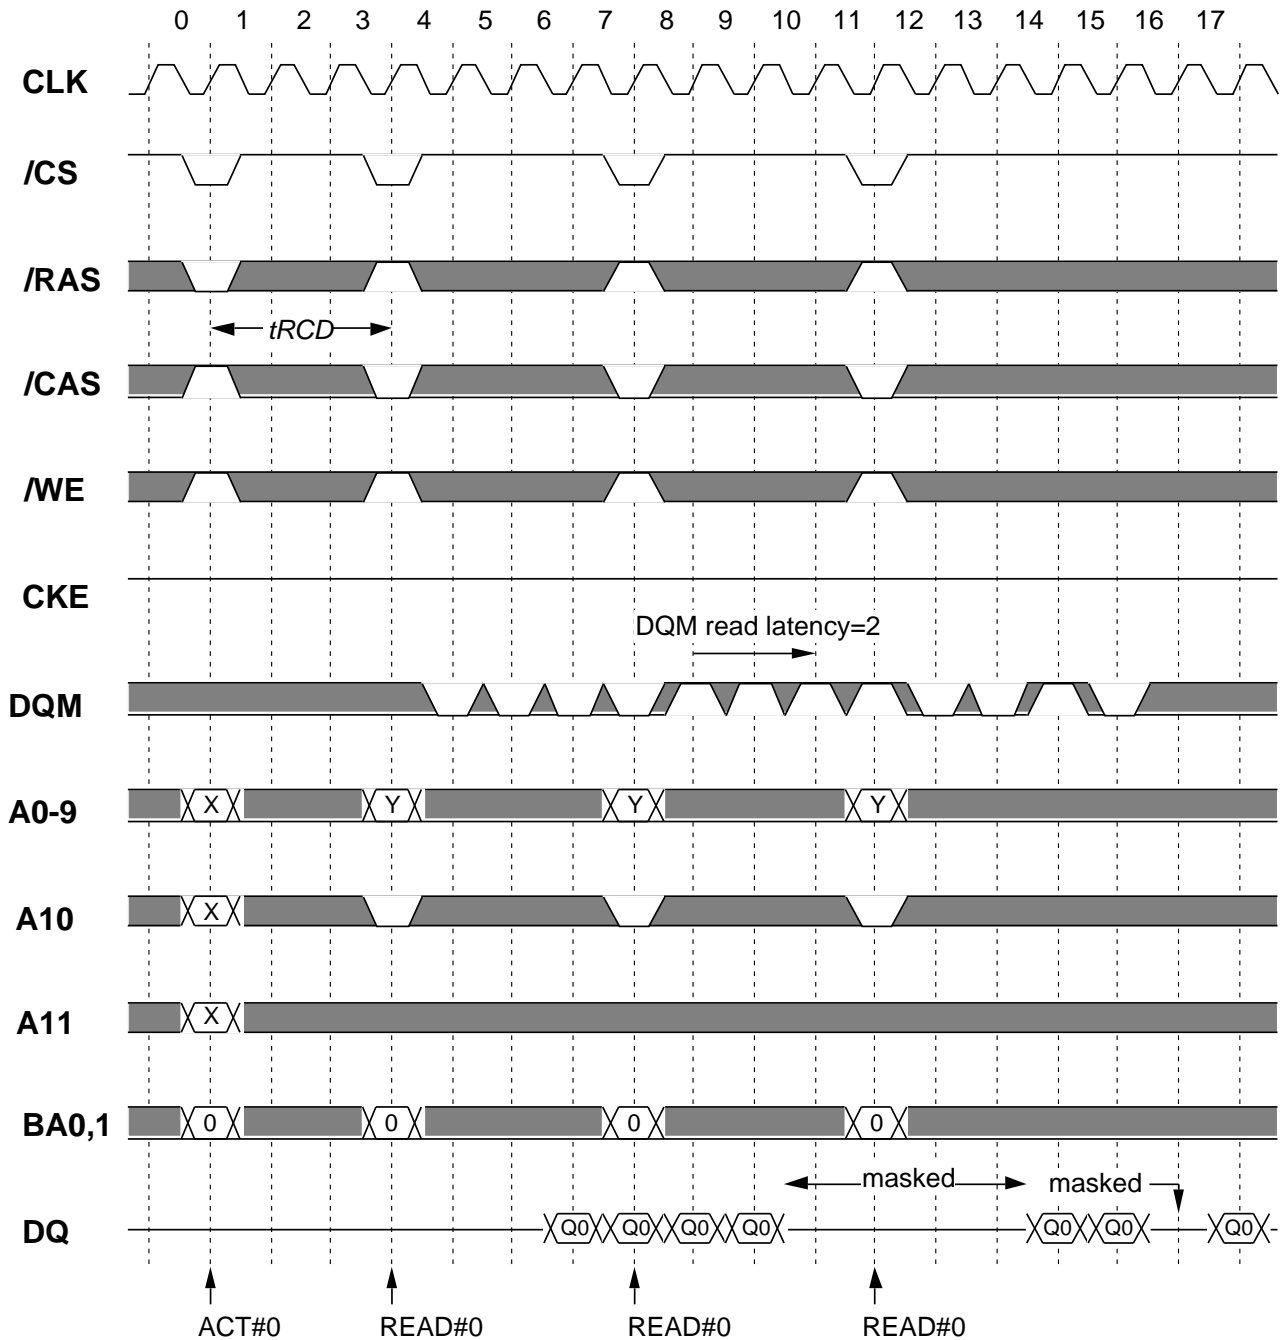 0 1 2 3 4 5 6 7 8 9 10 11 12 13 14 15 16 17
CLK
/CS
/RAS
tRCD
/CAS
/WE
CKE
DQM read latency=2
DQM
A0-9 X Y Y Y
A10 X
A11 X
BA0,1 0 0 0 0
masked masked
DQ Q0 Q0 Q0 Q0 Q0 Q0 Q0
ACT#0 READ#0 READ#0 READ#0